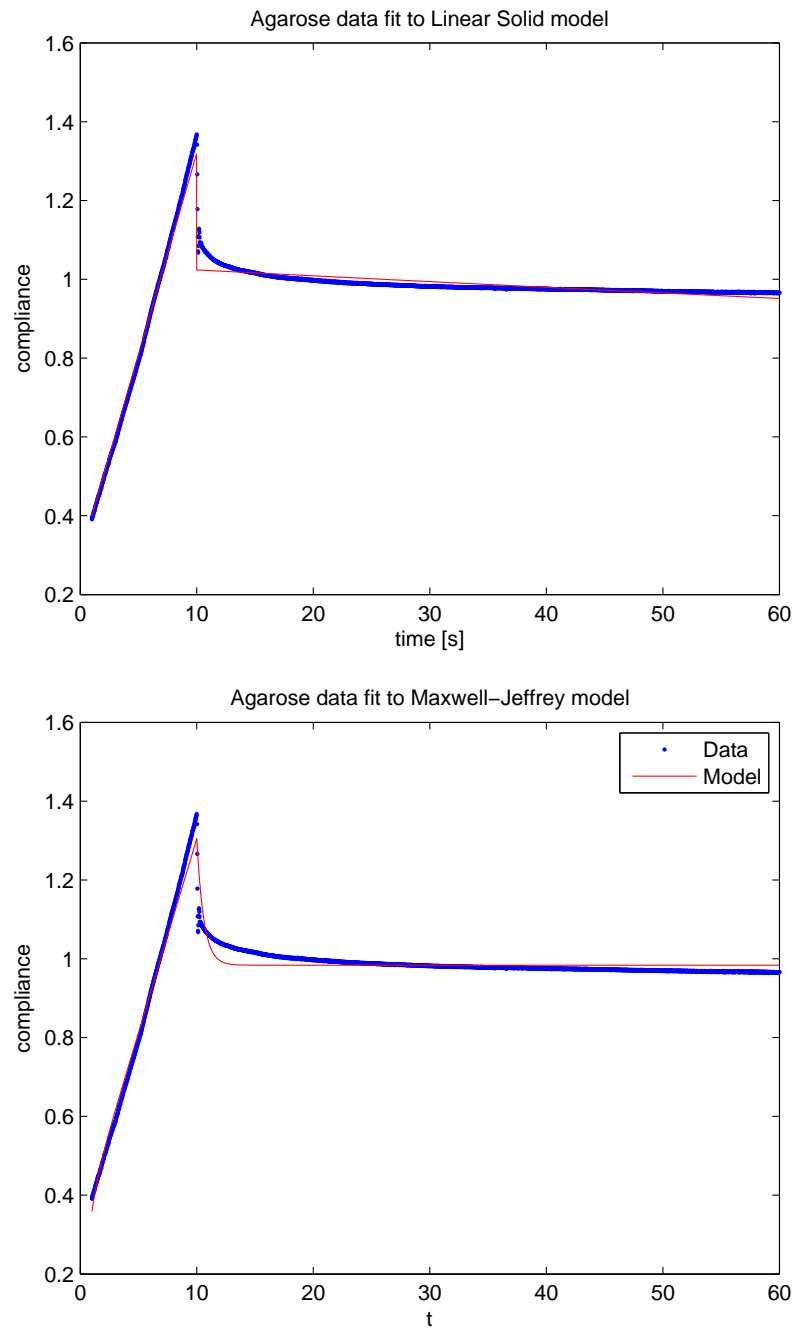 Agarose data fit to Linear Solid model
1.6
1.4
1.2
1
0.8
0.6
0.4
0.2
compliance
0 10 20 30 40 50 60
time [s]
Agarose data fit to Maxwell−Jeffrey model
1.6
1.4
1.2
1
0.8
0.6
0.4
0.2
compliance
Data
Model
0 10 20 30 40 50 60
t